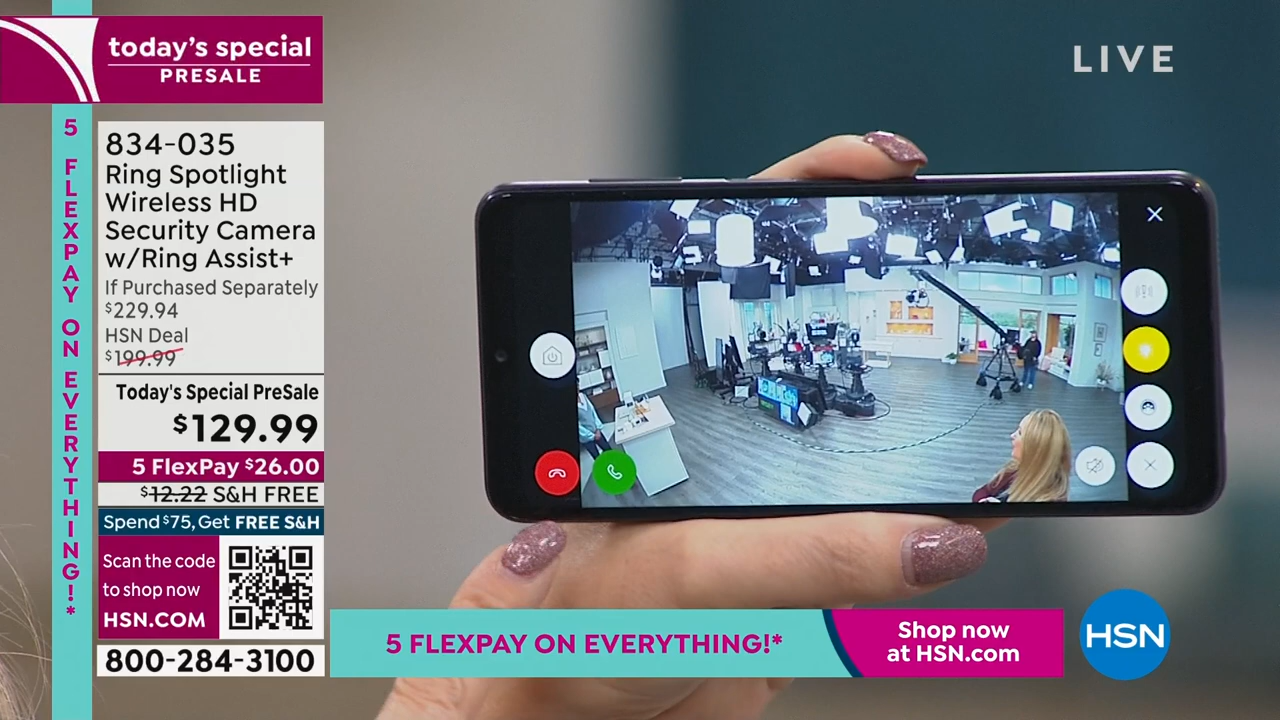 today's special
PRESALE
LIVE
5 FLEXPAY ON EVERYTHING!*
834-035
Ring Spotlight
Wireless HD
Security Camera
w/Ring Assist+
If Purchased Separately
$229.94
HSN Deal
$199.99
Today's Special PreSale
$129.99
5 FlexPay $26.00
$12.22 S&H FREE
Spend $75, Get FREE S&H
Scan the code
to shop now
HSN.COM
800-284-3100
5 FLEXPAY ON EVERYTHING!*
Shop now
at HSN.com
HSN